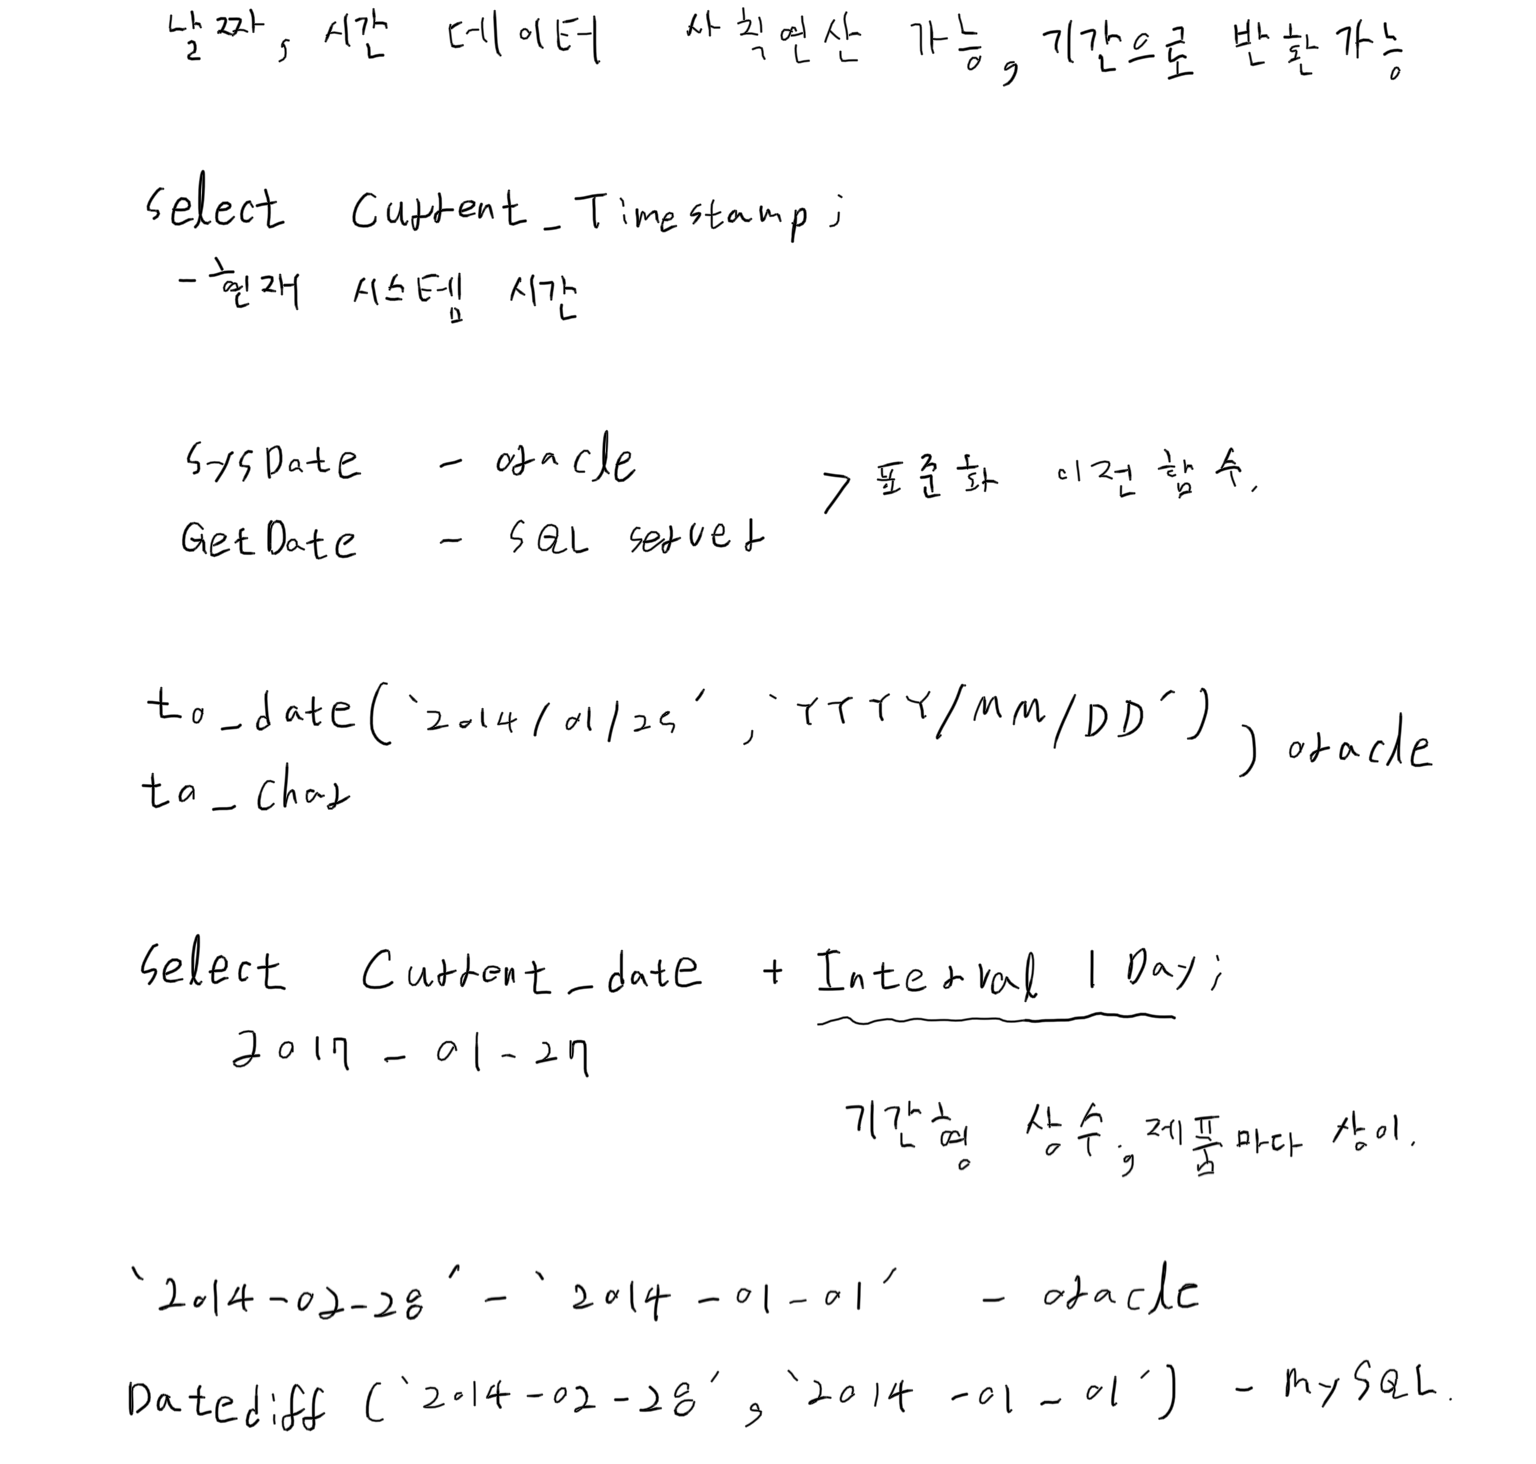 날짜, 시간 데이터 사칙연산 가능, 기간으로 반환가능
select Current_Timestamp;
- 현재 시스템 시간
SysDate - oracle
GetDate - SQL server
> 표준화 이전 함수.
to_date(`2014/01/25', `YYYY/MM/DD')
) oracle
to_char
select Current_date + Interval 1 Day;
2017 - 01 - 27
기간형 상수, 제품마다 상이.
`2014-02-28' - `2014-01-01' - oracle
Datediff (`2014-02-28', `2014-01-01') - mySQL.